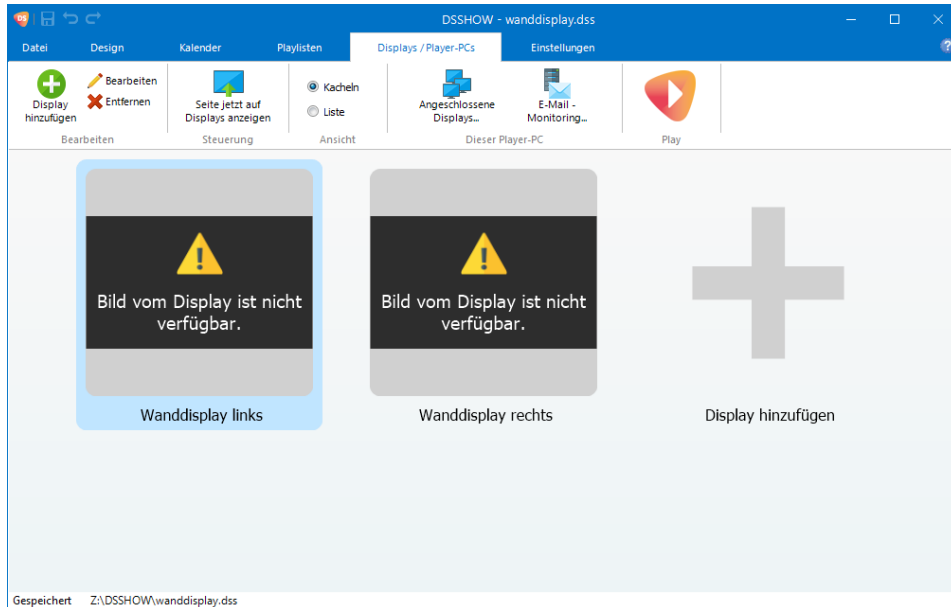 DS
DSSHOW - wanddisplay.dss
Datei Design Kalender Playlisten Displays / Player-PCs Einstellungen
?
Display
hinzufügen
Bearbeiten
Entfernen
Seite jetzt auf
Displays anzeigen
Kacheln
Liste
Angeschlossene
Displays...
E-Mail -
Monitoring...
Bearbeiten Steuerung Ansicht Dieser Player-PC Play
Bild vom Display ist nicht
verfügbar.
Wanddisplay links
Bild vom Display ist nicht
verfügbar.
Wanddisplay rechts
Display hinzufügen
Gespeichert Z:\DSSHOW\wanddisplay.dss